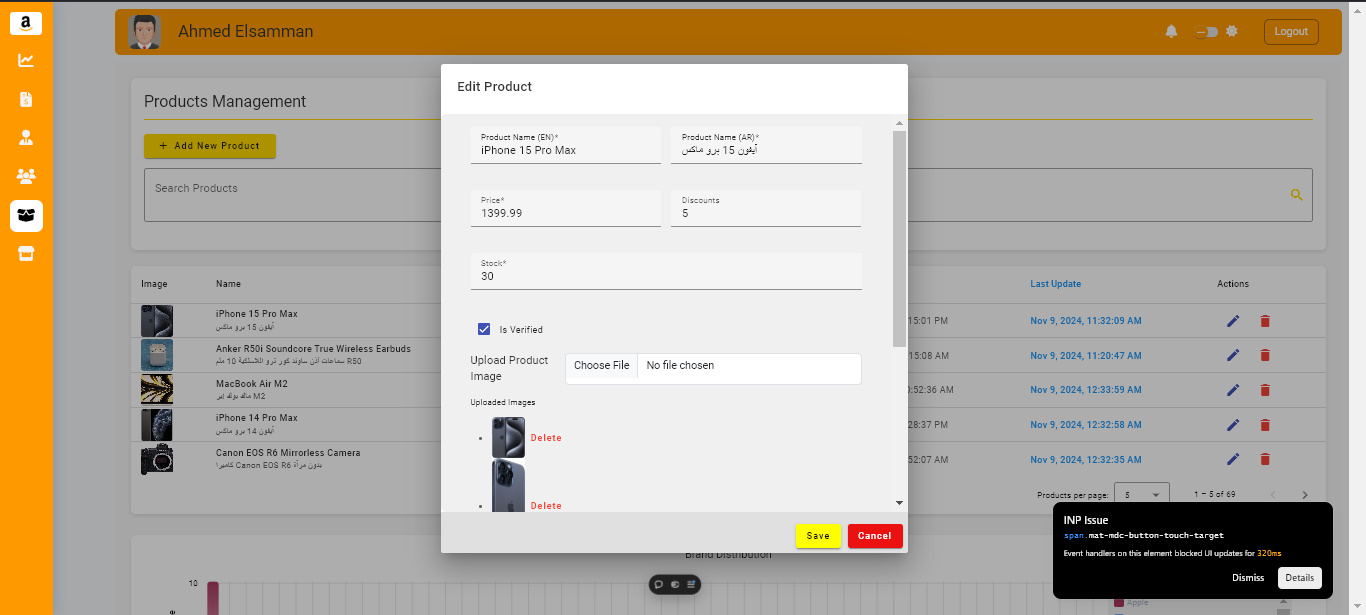 a
Ahmed Elsamman
Logout
Products Management
+ Add New Product
Search Products
Image
Name
Last Update
Actions
iPhone 15 Pro Max
آيفون 15 برو ماكس
15:01 PM
Nov 9, 2024, 11:32:09 AM
Anker R50i Soundcore True Wireless Earbuds
سماعات أذن ساوند كور ترو اللاسلكية 10 ملم R50
15:08 AM
Nov 9, 2024, 11:20:47 AM
MacBook Air M2
ماك بوك إير M2
:52:36 AM
Nov 9, 2024, 12:33:59 AM
iPhone 14 Pro Max
آيفون 14 برو ماكس
28:37 PM
Nov 9, 2024, 12:32:58 AM
Canon EOS R6 Mirrorless Camera
كاميرا Canon EOS R6 بدون مرآة
52:07 AM
Nov 9, 2024, 12:32:35 AM
Products per page:
5
1 – 5 of 69
Brand Distribution
10
Apple
Edit Product
Product Name (EN)*
iPhone 15 Pro Max
Product Name (AR)*
آيفون 15 برو ماكس
Price*
1399.99
Discounts
5
Stock*
30
Is Verified
Upload Product
Image
Choose File
No file chosen
Uploaded Images
Delete
Delete
Save
Cancel
INP Issue
span.mat-mdc-button-touch-target
Event handlers on this element blocked UI updates for 320ms
Dismiss
Details